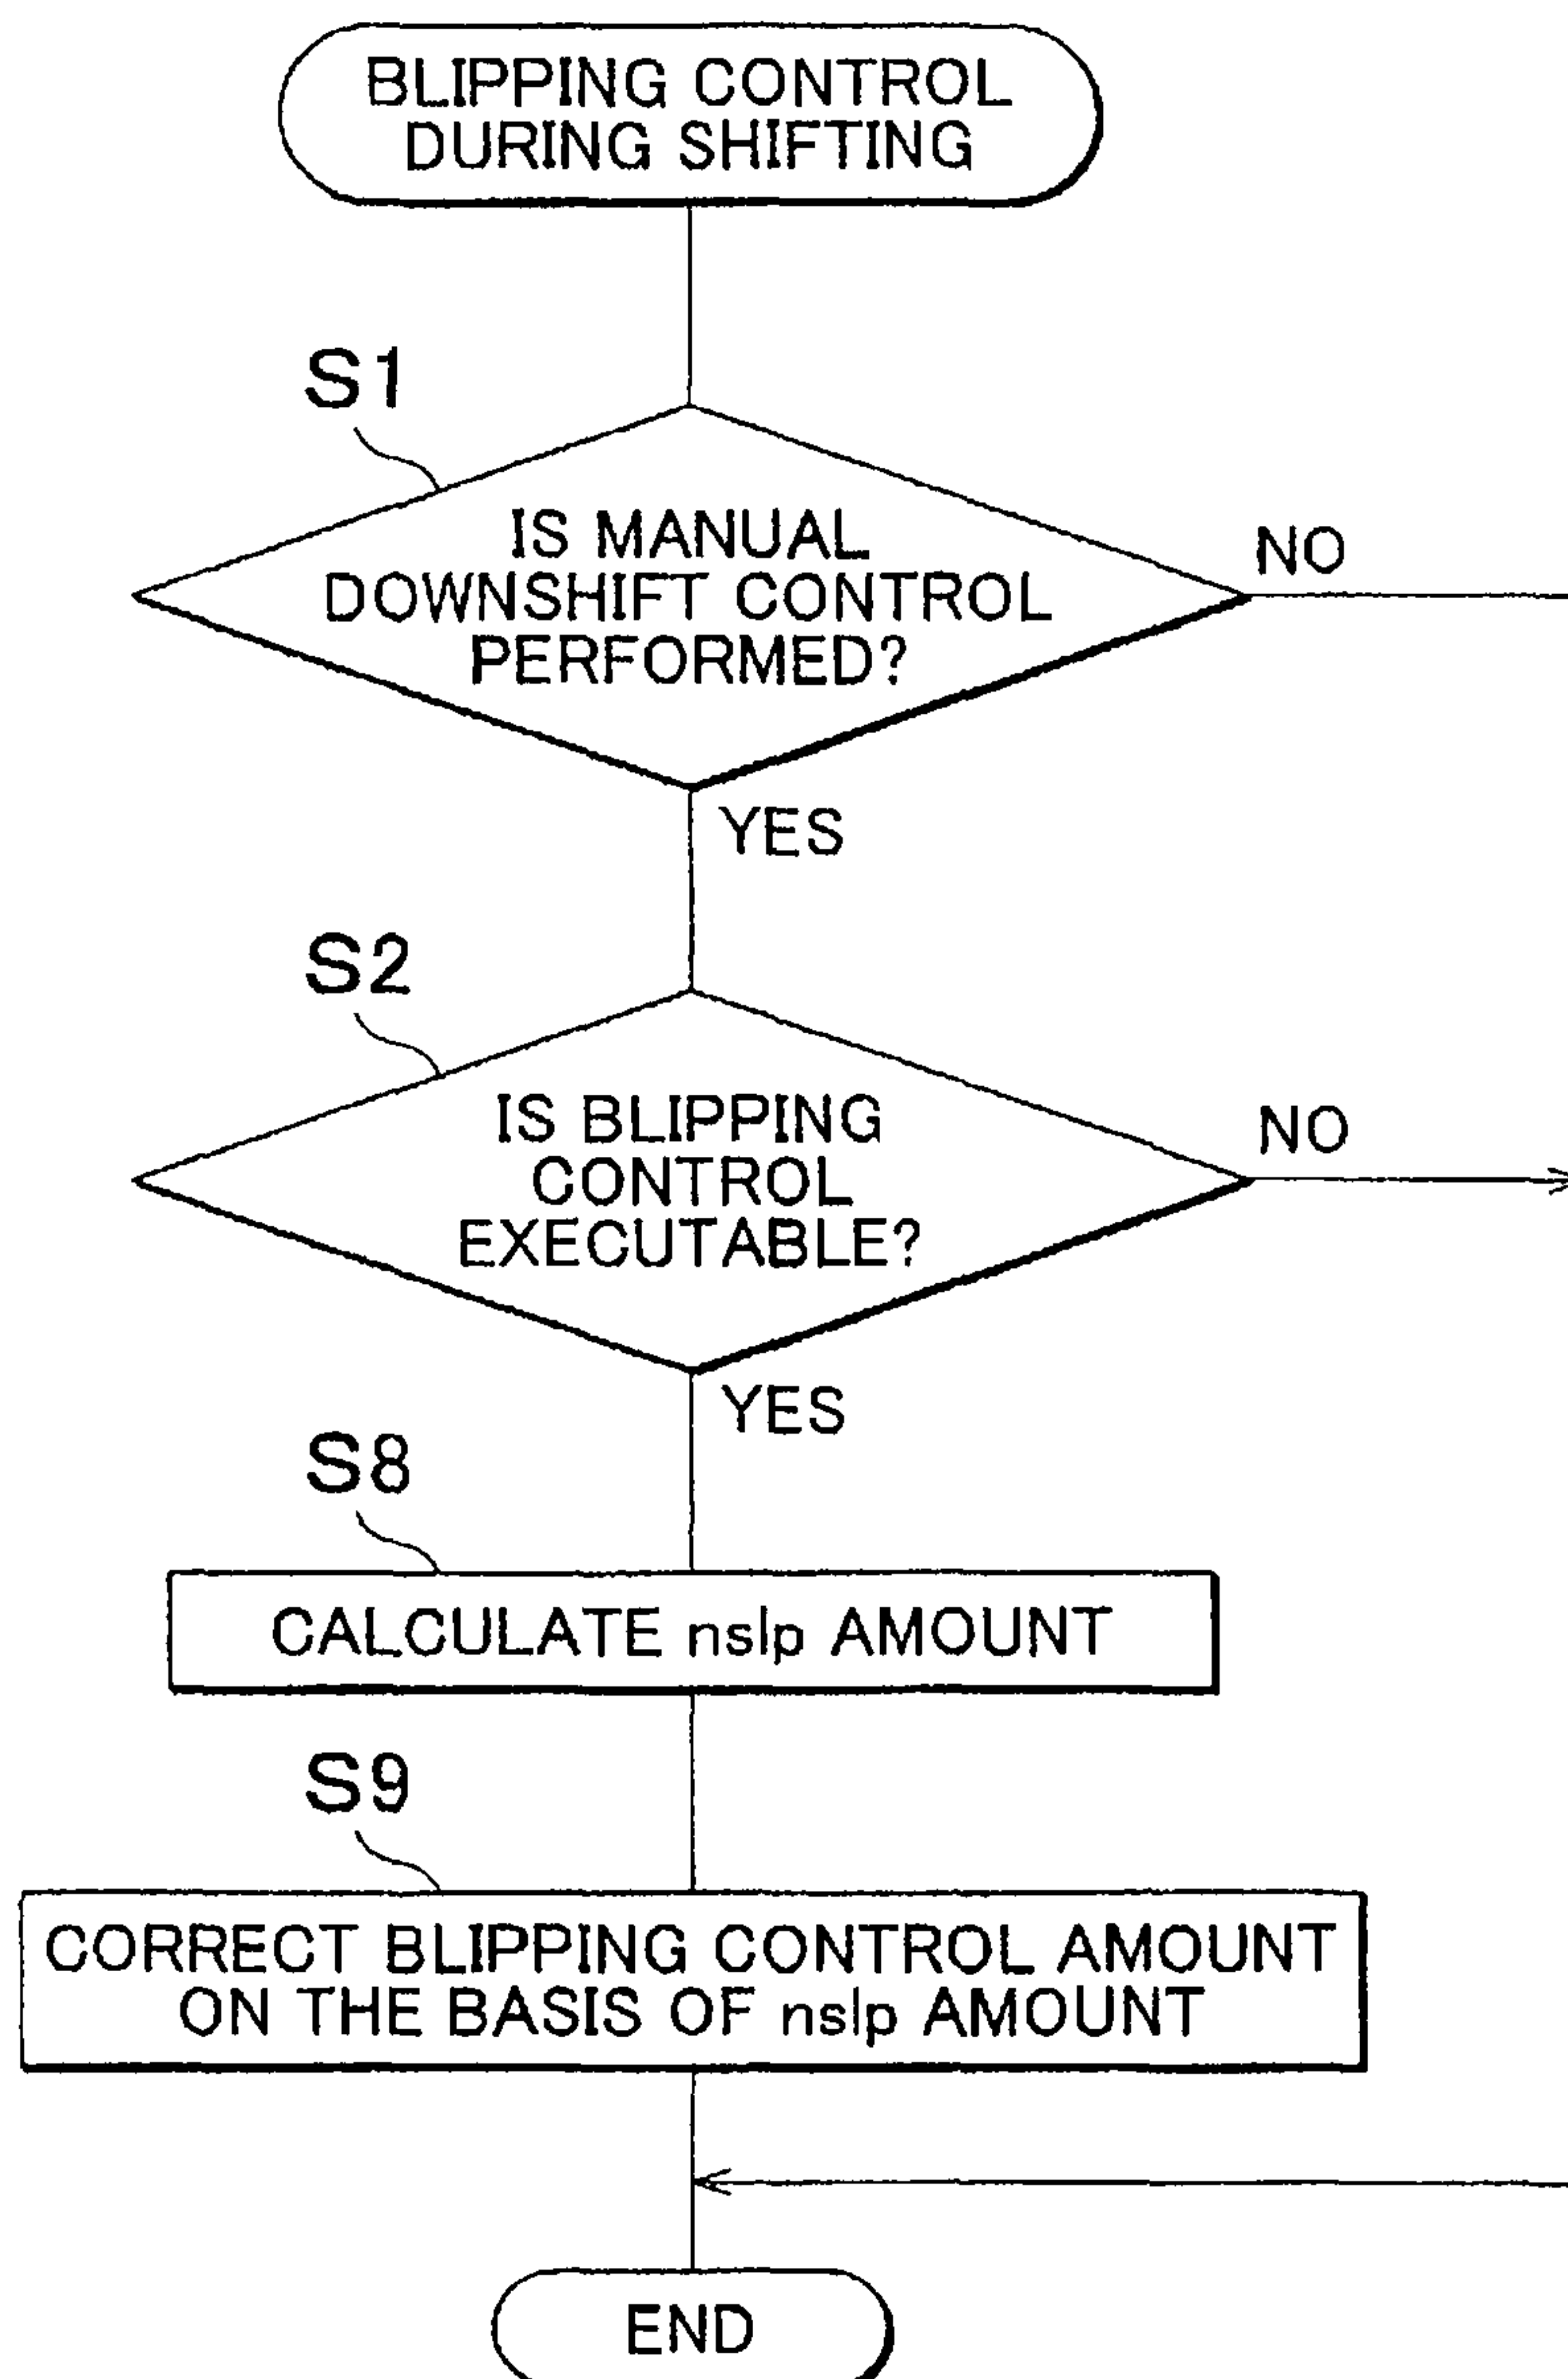 BLIPPING CONTROL
DURING SHIFTING
S1
IS MANUAL
DOWNSHIFT CONTROL
PERFORMED?
NO
YES
S2
IS BLIPPING
CONTROL
EXECUTABLE?
NO
YES
S8
CALCULATE nslp AMOUNT
S9
CORRECT BLIPPING CONTROL AMOUNT
ON THE BASIS OF nslp AMOUNT
END